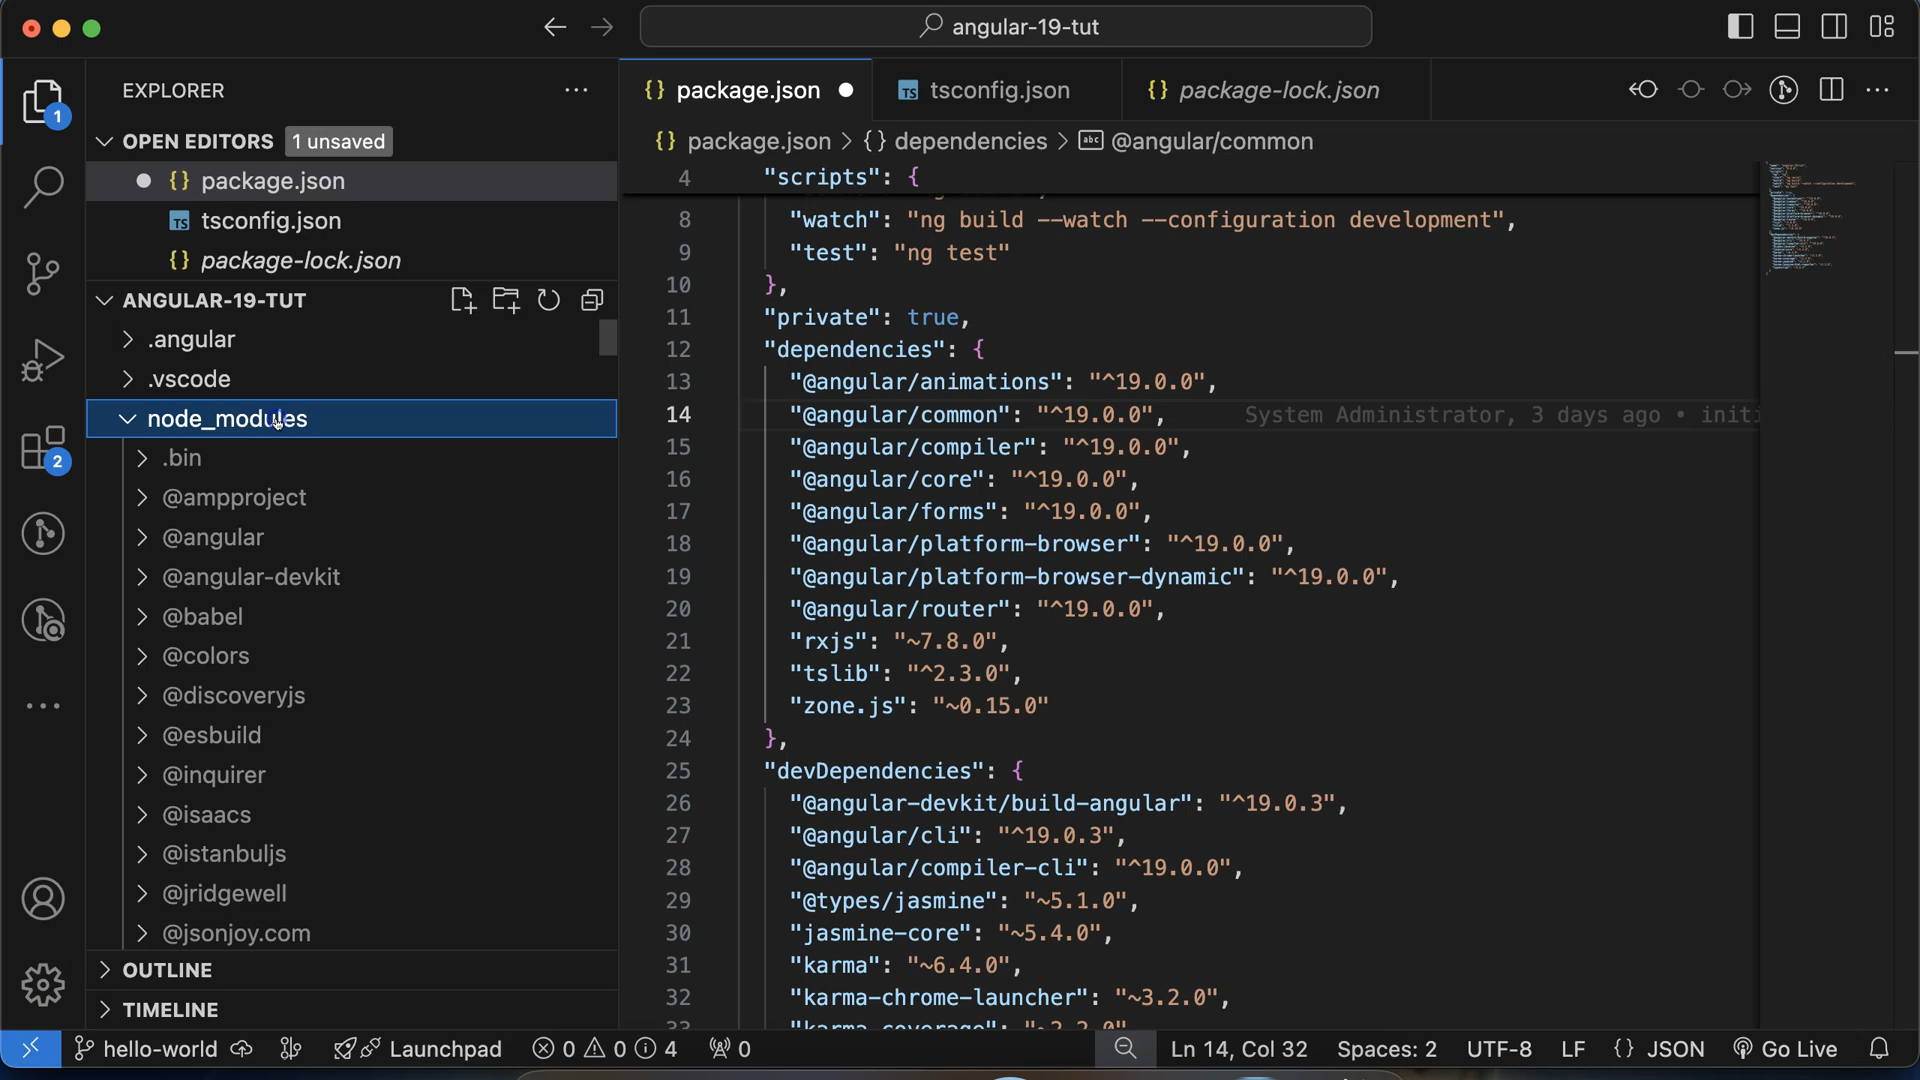 angular-19-tut
EXPLORER
OPEN EDITORS 1 unsaved
package.json
tsconfig.json
package-lock.json
ANGULAR-19-TUT
.angular
.vscode
node_modules
.bin
@ampproject
@angular
@angular-devkit
@babel
@colors
@discoveryjs
@esbuild
@inquirer
@isaacs
@istanbuljs
@jridgewell
@jsonjoy.com
OUTLINE
TIMELINE
1
2
{} package.json
TS tsconfig.json
{} package-lock.json
{} package.json > {} dependencies > abc @angular/common
4 "scripts": {
8 "watch": "ng build --watch --configuration development",
9 "test": "ng test"
10 },
11 "private": true,
12 "dependencies": {
13 "@angular/animations": "^19.0.0",
14 "@angular/common": "^19.0.0", System Administrator, 3 days ago • initi
15 "@angular/compiler": "^19.0.0",
16 "@angular/core": "^19.0.0",
17 "@angular/forms": "^19.0.0",
18 "@angular/platform-browser": "^19.0.0",
19 "@angular/platform-browser-dynamic": "^19.0.0",
20 "@angular/router": "^19.0.0",
21 "rxjs": "~7.8.0",
22 "tslib": "^2.3.0",
23 "zone.js": "~0.15.0"
24 },
25 "devDependencies": {
26 "@angular-devkit/build-angular": "^19.0.3",
27 "@angular/cli": "^19.0.3",
28 "@angular/compiler-cli": "^19.0.0",
29 "@types/jasmine": "~5.1.0",
30 "jasmine-core": "~5.4.0",
31 "karma": "~6.4.0",
32 "karma-chrome-launcher": "~3.2.0",
33 "karma-coverage": "~2.2.0"
hello-world Launchpad 0 0 4 0 Ln 14, Col 32 Spaces: 2 UTF-8 LF {} JSON Go Live